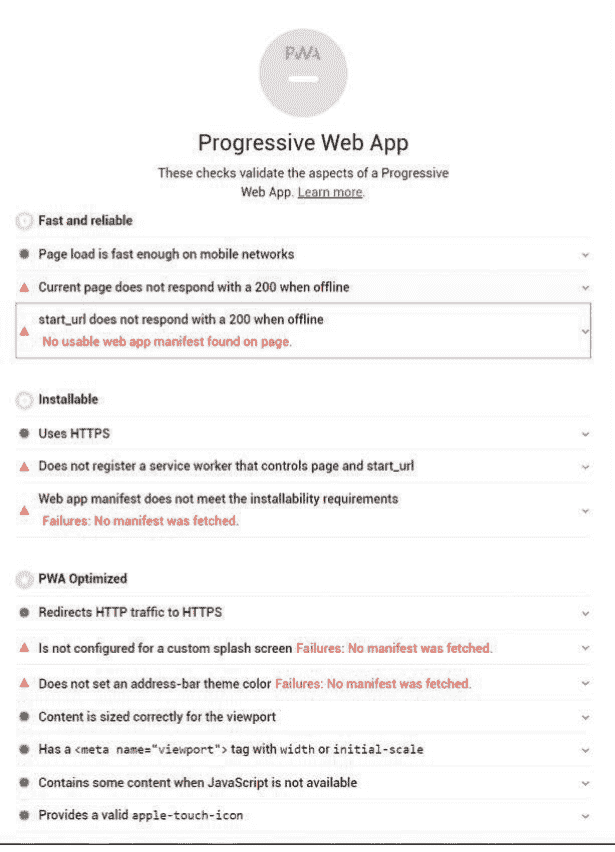 PWA
Progressive Web App
These checks validate the aspects of a Progressive
Web App. Learn more.
Fast and reliable
Page load is fast enough on mobile networks
Current page does not respond with a 200 when offline
start_url does not respond with a 200 when offline
No usable web app manifest found on page.
Installable
Uses HTTPS
Does not register a service worker that controls page and start_url
Web app manifest does not meet the installability requirements
Failures: No manifest was fetched.
PWA Optimized
Redirects HTTP traffic to HTTPS
Is not configured for a custom splash screen Failures: No manifest was fetched.
Does not set an address-bar theme color Failures: No manifest was fetched.
Content is sized correctly for the viewport
Has a <meta name="viewport"> tag with width or initial-scale
Contains some content when JavaScript is not available
Provides a valid apple-touch-icon